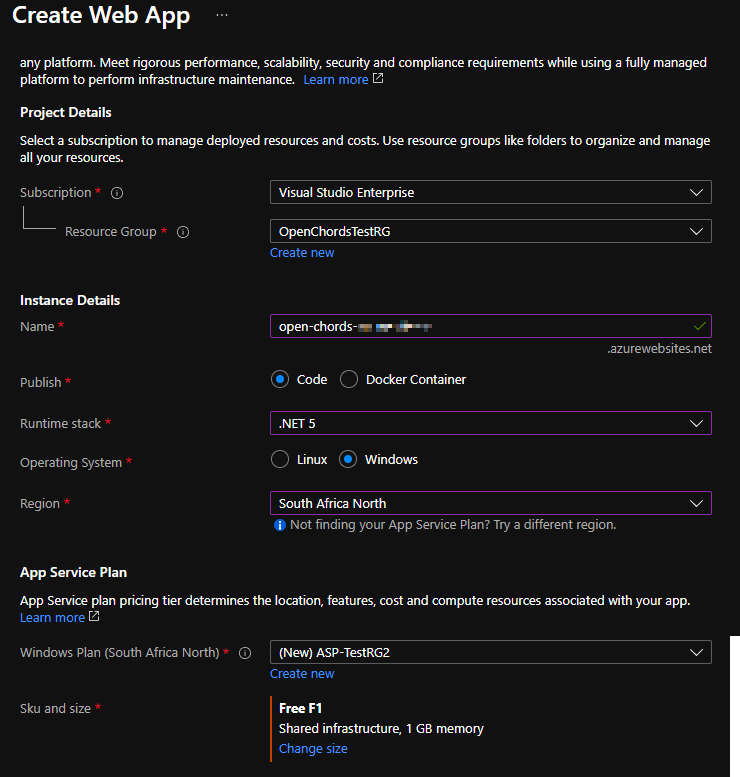 Create Web App ...
any platform. Meet rigorous performance, scalability, security and compliance requirements while using a fully managed
platform to perform infrastructure maintenance. Learn more
Project Details
Select a subscription to manage deployed resources and costs. Use resource groups like folders to organize and manage
all your resources.
Subscription * Visual Studio Enterprise
Resource Group * OpenChordsTestRG
Create new
Instance Details
Name * open-chords-
.azurewebsites.net
Publish * Code Docker Container
Runtime stack * .NET 5
Operating System * Linux Windows
Region * South Africa North
Not finding your App Service Plan? Try a different region.
App Service Plan
App Service plan pricing tier determines the location, features, cost and compute resources associated with your app.
Learn more
Windows Plan (South Africa North) * (New) ASP-TestRG2
Create new
Sku and size * Free F1
Shared infrastructure, 1 GB memory
Change size